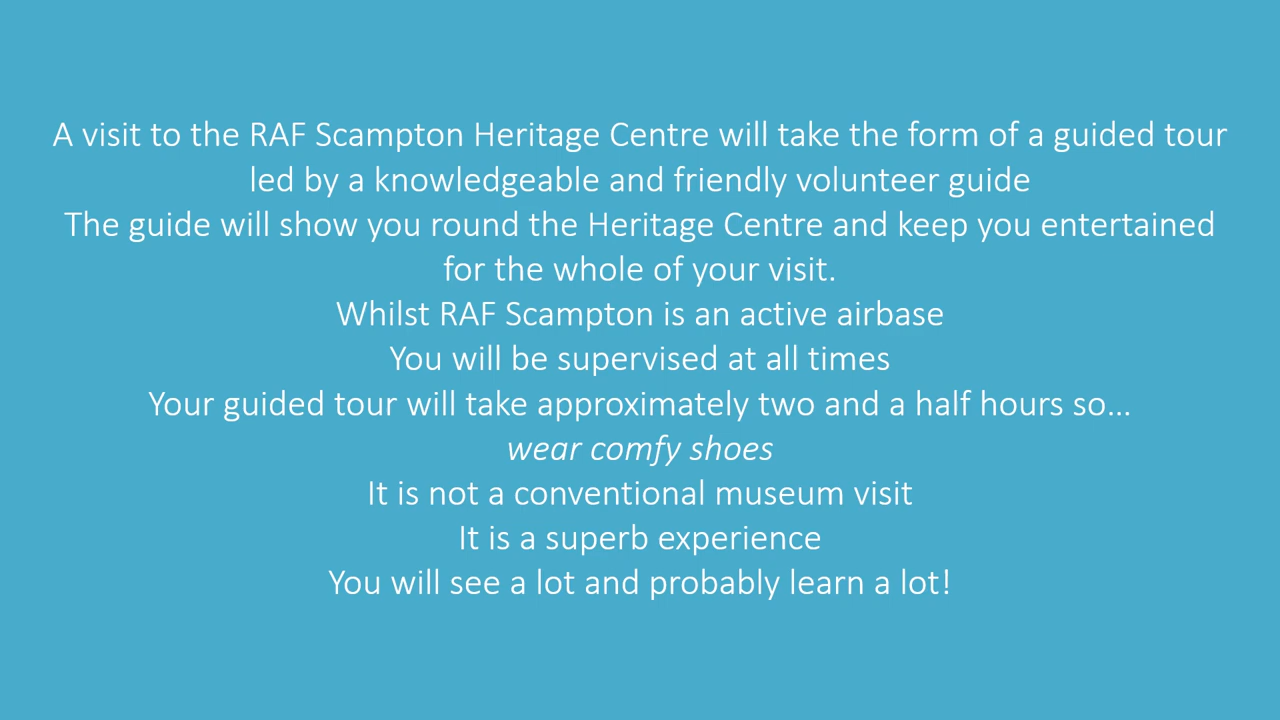 A visit to the RAF Scampton Heritage Centre will take the form of a guided tour
led by a knowledgeable and friendly volunteer guide
The guide will show you round the Heritage Centre and keep you entertained
for the whole of your visit.
Whilst RAF Scampton is an active airbase
You will be supervised at all times
Your guided tour will take approximately two and a half hours so…
wear comfy shoes
It is not a conventional museum visit
It is a superb experience
You will see a lot and probably learn a lot!